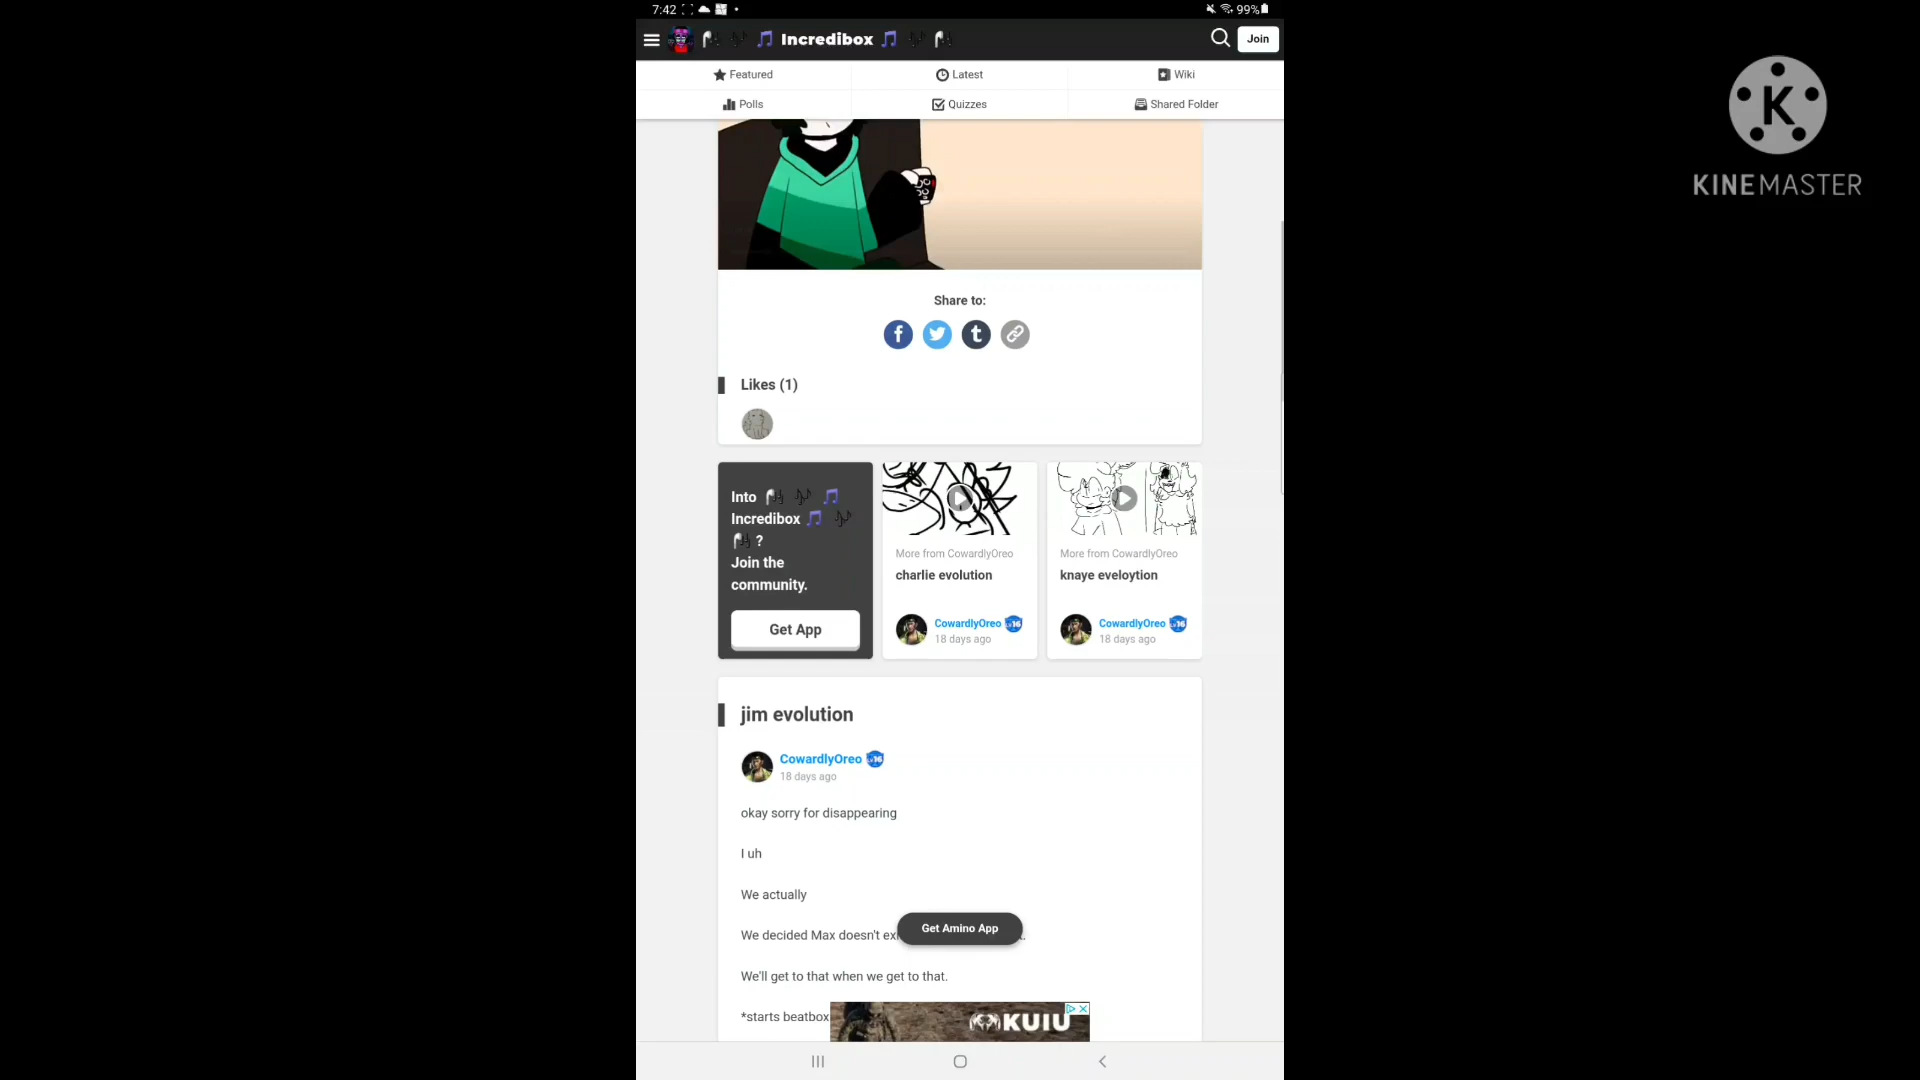 7:42
99%
Incredibox
Join
Featured
Latest
Wiki
Polls
Quizzes
Shared Folder
K
KINEMASTER
Share to:
Likes (1)
Into
Incredibox
?
Join the
community.
Get App
More from CowardlyOreo
charlie evolution
CowardlyOreo
18 days ago
More from CowardlyOreo
knaye eveloytion
CowardlyOreo
18 days ago
jim evolution
CowardlyOreo
18 days ago
okay sorry for disappearing
I uh
We actually
We decided Max doesn't
Get Amino App
We'll get to that when we get to that.
*starts beatbox
KUIU